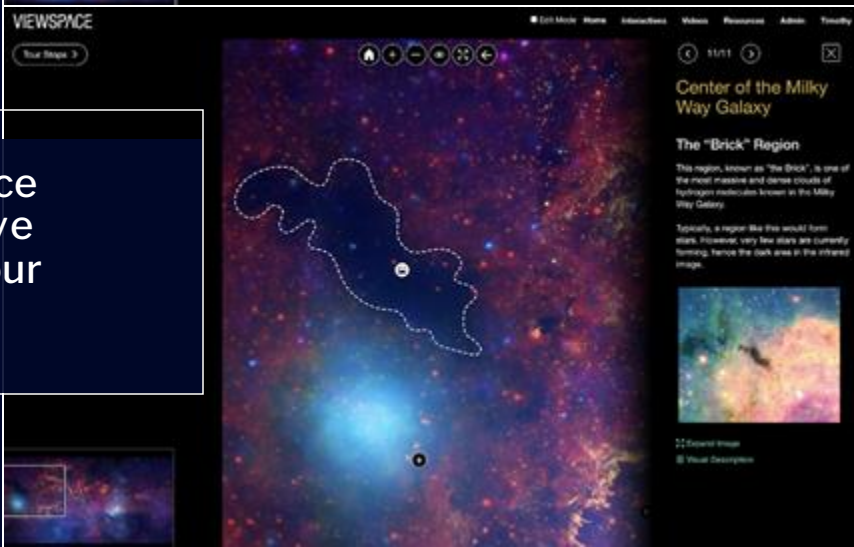 VIEWSPACE
Edit Mode Home Interactives Videos Resources Admin Timothy
Tour Stops
11/11
Center of the Milky
Way Galaxy
The "Brick" Region
This region, known as "the Brick", is one of
the most massive and dense clouds of
hydrogen molecules known in the Milky
Way Galaxy.
Typically, a region like this would form
stars. However, very few stars are currently
forming, hence the dark area in the infrared
image.
Expand Image
Visual Description
ce
ve
ur